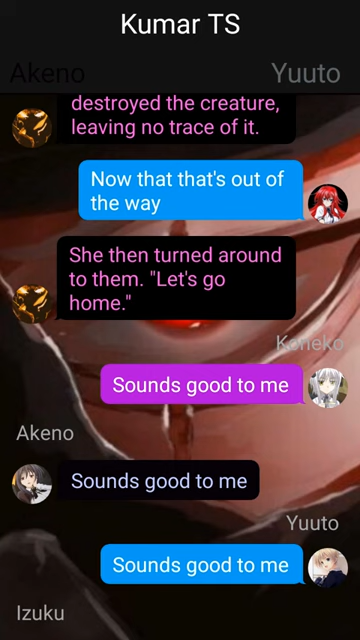 Kumar TS
Akeno
Yuuto
destroyed the creature,
leaving no trace of it.
Now that that's out of
the way
She then turned around
to them. "Let's go
home."
Koneko
Sounds good to me
Akeno
Sounds good to me
Yuuto
Sounds good to me
Izuku